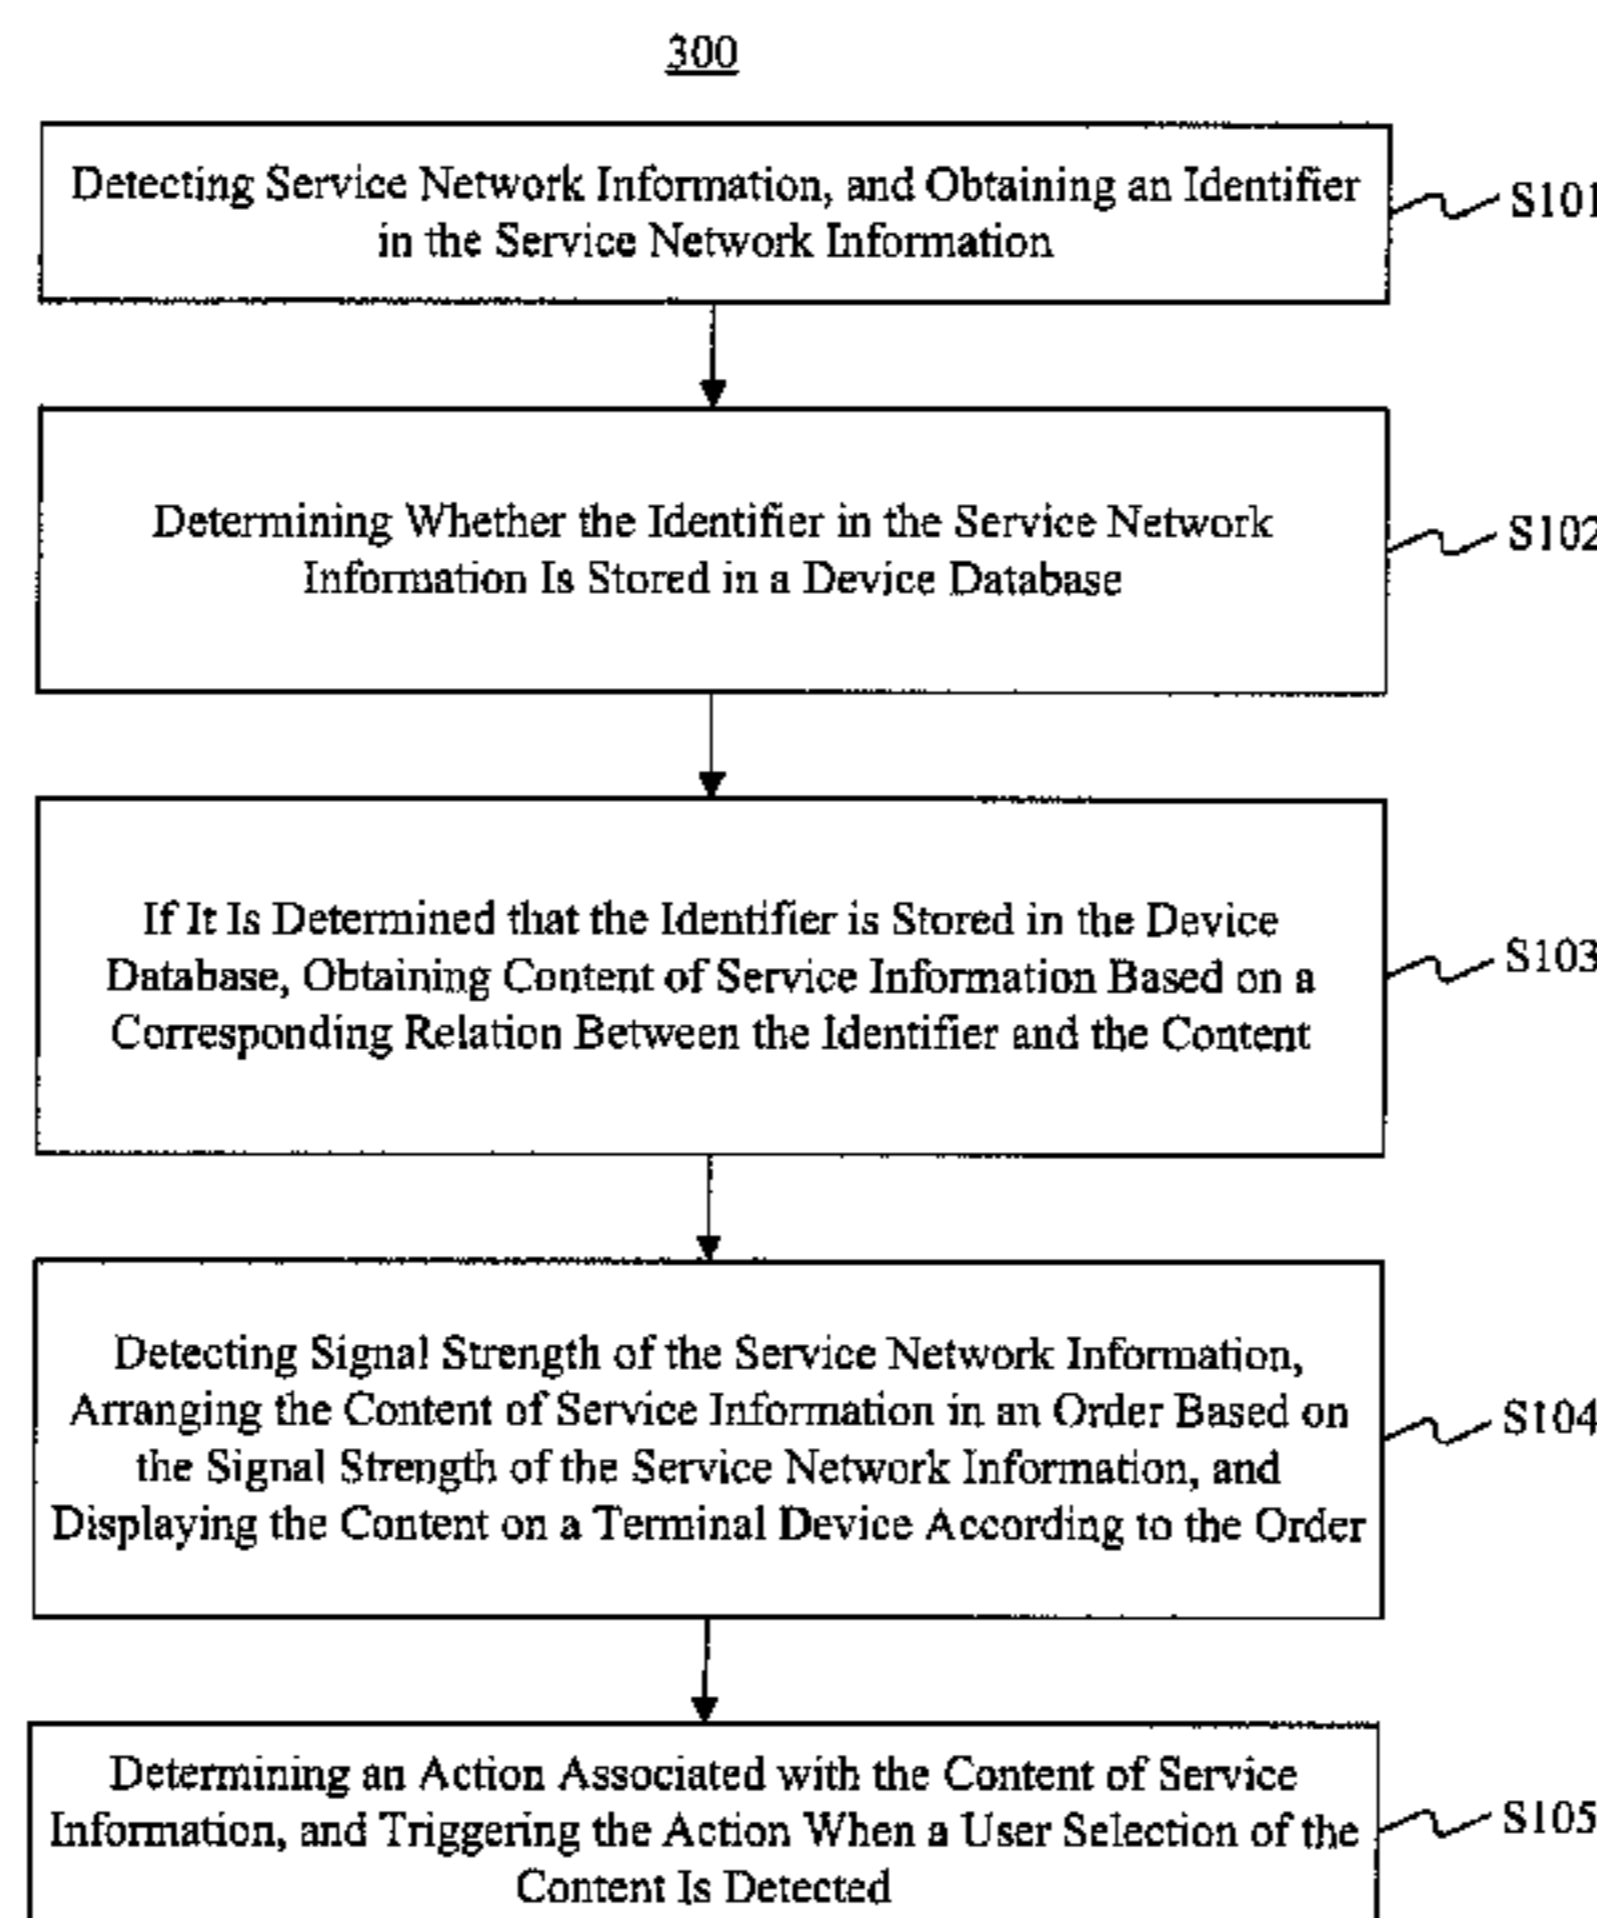 300
Detecting Service Network Information, and Obtaining an Identifier
in the Service Network Information
S101
Determining Whether the Identifier in the Service Network
Information Is Stored in a Device Database
S102
If It Is Determined that the Identifier is Stored in the Device
Database, Obtaining Content of Service Information Based on a
Corresponding Relation Between the Identifier and the Content
S103
Detecting Signal Strength of the Service Network Information,
Arranging the Content of Service Information in an Order Based on
the Signal Strength of the Service Network Information, and
Displaying the Content on a Terminal Device According to the Order
S104
Determining an Action Associated with the Content of Service
Information, and Triggering the Action When a User Selection of the
Content Is Detected
S105